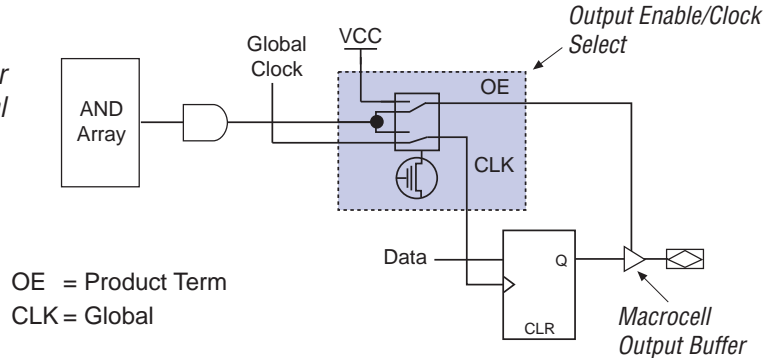 Output Enable/Clock
Select
r
l
Global
Clock
VCC
OE
AND
Array
CLK
Data
Q
CLR
OE = Product Term
CLK = Global
Macrocell
Output Buffer